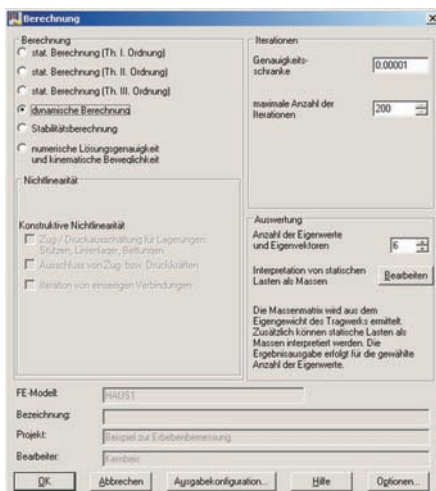 Berechnung
Berechnung
stat. Berechnung (Th. I. Ordnung)
stat. Berechnung (Th. II. Ordnung)
stat. Berechnung (Th. III. Ordnung)
dynamische Berechnung
Stabilitätsberechnung
numerische Lösungsgenauigkeit
und kinematische Beweglichkeit
Nichtlinearität
Konstruktive Nichtlinearität
Zug-/Druckausschaltung für Lagerungen:
Stützen, Linienlager, Bettungen
Ausschluss von Zug- bzw. Druckkräften
Iteration von einseitigen Verbindungen
Iterationen
Genauigkeits-
schranke
0.00001
maximale Anzahl der
Iterationen
200
Auswertung
Anzahl der Eigenwerte
und Eigenvektoren
6
Interpretation von statischen
Lasten als Massen
Bearbeiten
Die Massenmatrix wird aus dem
Eigengewicht des Tragwerks ermittelt.
Zusätzlich können statische Lasten als
Massen interpretiert werden. Die
Ergebnisausgabe erfolgt für die gewählte
Anzahl der Eigenwerte.
FE-Modell:
HAUS1
Bezeichnung:
Projekt:
Beispiel zur Erbebenbemessung
Bearbeiter:
OK
Abbrechen
Ausgabekonfiguration...
Hilfe
Optionen...